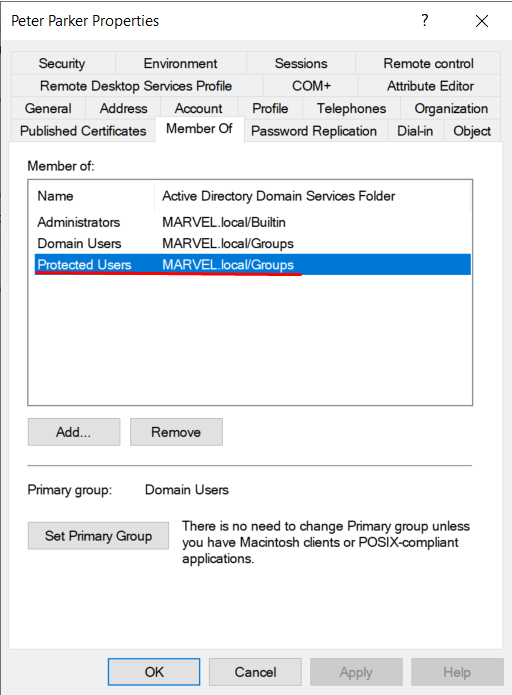 Peter Parker Properties ?
Security Environment Sessions Remote control
Remote Desktop Services Profile COM+ Attribute Editor
General Address Account Profile Telephones Organization
Published Certificates Member Of Password Replication Dial-in Object
Member of:
Name Active Directory Domain Services Folder
Administrators MARVEL.local/Builtin
Domain Users MARVEL.local/Groups
Protected Users MARVEL.local/Groups
Add... Remove
Primary group: Domain Users
Set Primary Group
There is no need to change Primary group unless
you have Macintosh clients or POSIX-compliant
applications.
OK Cancel Apply Help